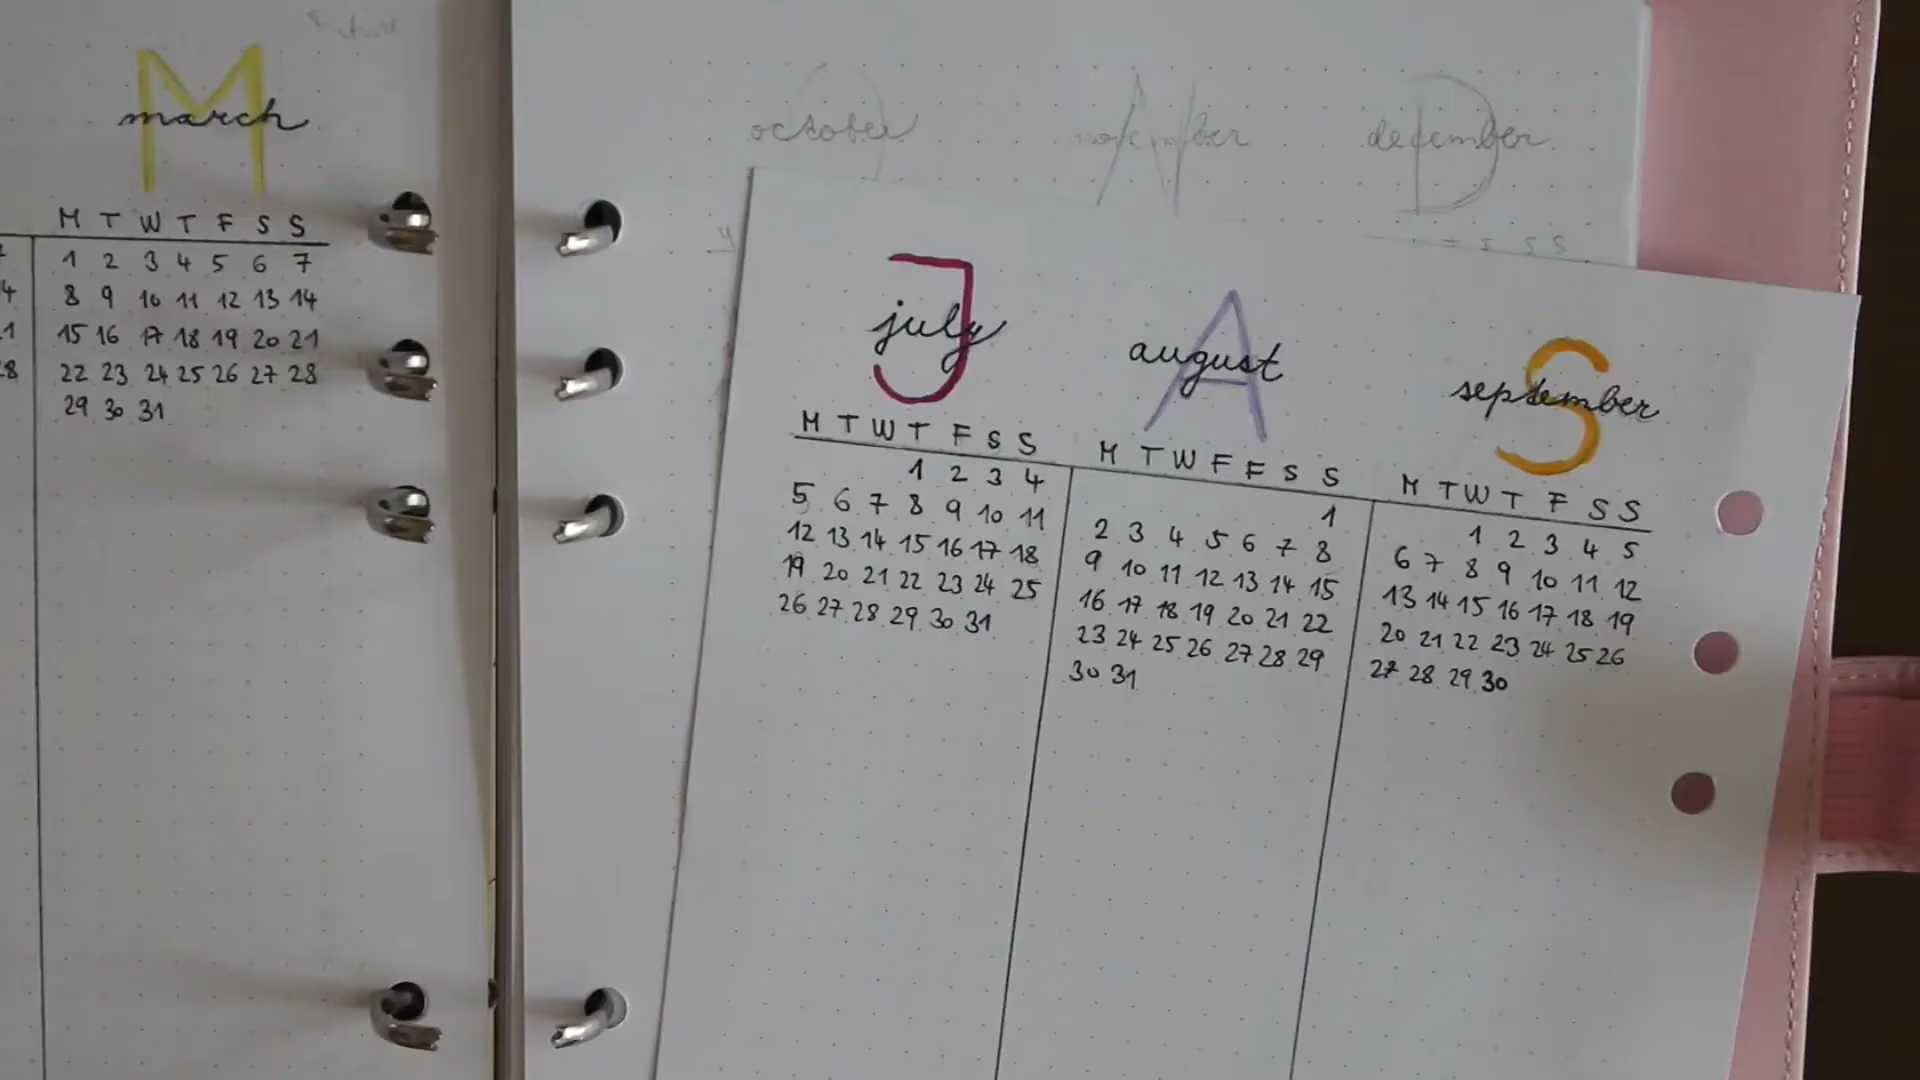 M
march
M T W T F S S
1 2 3 4 5 6 7
8 9 10 11 12 13 14
15 16 17 18 19 20 21
22 23 24 25 26 27 28
29 30 31
4
1
28
O
october
N
november
D
december
J
july
M T W T F S S
1 2 3 4
5 6 7 8 9 10 11
12 13 14 15 16 17 18
19 20 21 22 23 24 25
26 27 28 29 30 31
A
august
M T W F F S S
1
2 3 4 5 6 7 8
9 10 11 12 13 14 15
16 17 18 19 20 21 22
23 24 25 26 27 28 29
30 31
S
september
M T W T F S S
1 2 3 4 5
6 7 8 9 10 11 12
13 14 15 16 17 18 19
20 21 22 23 24 25 26
27 28 29 30